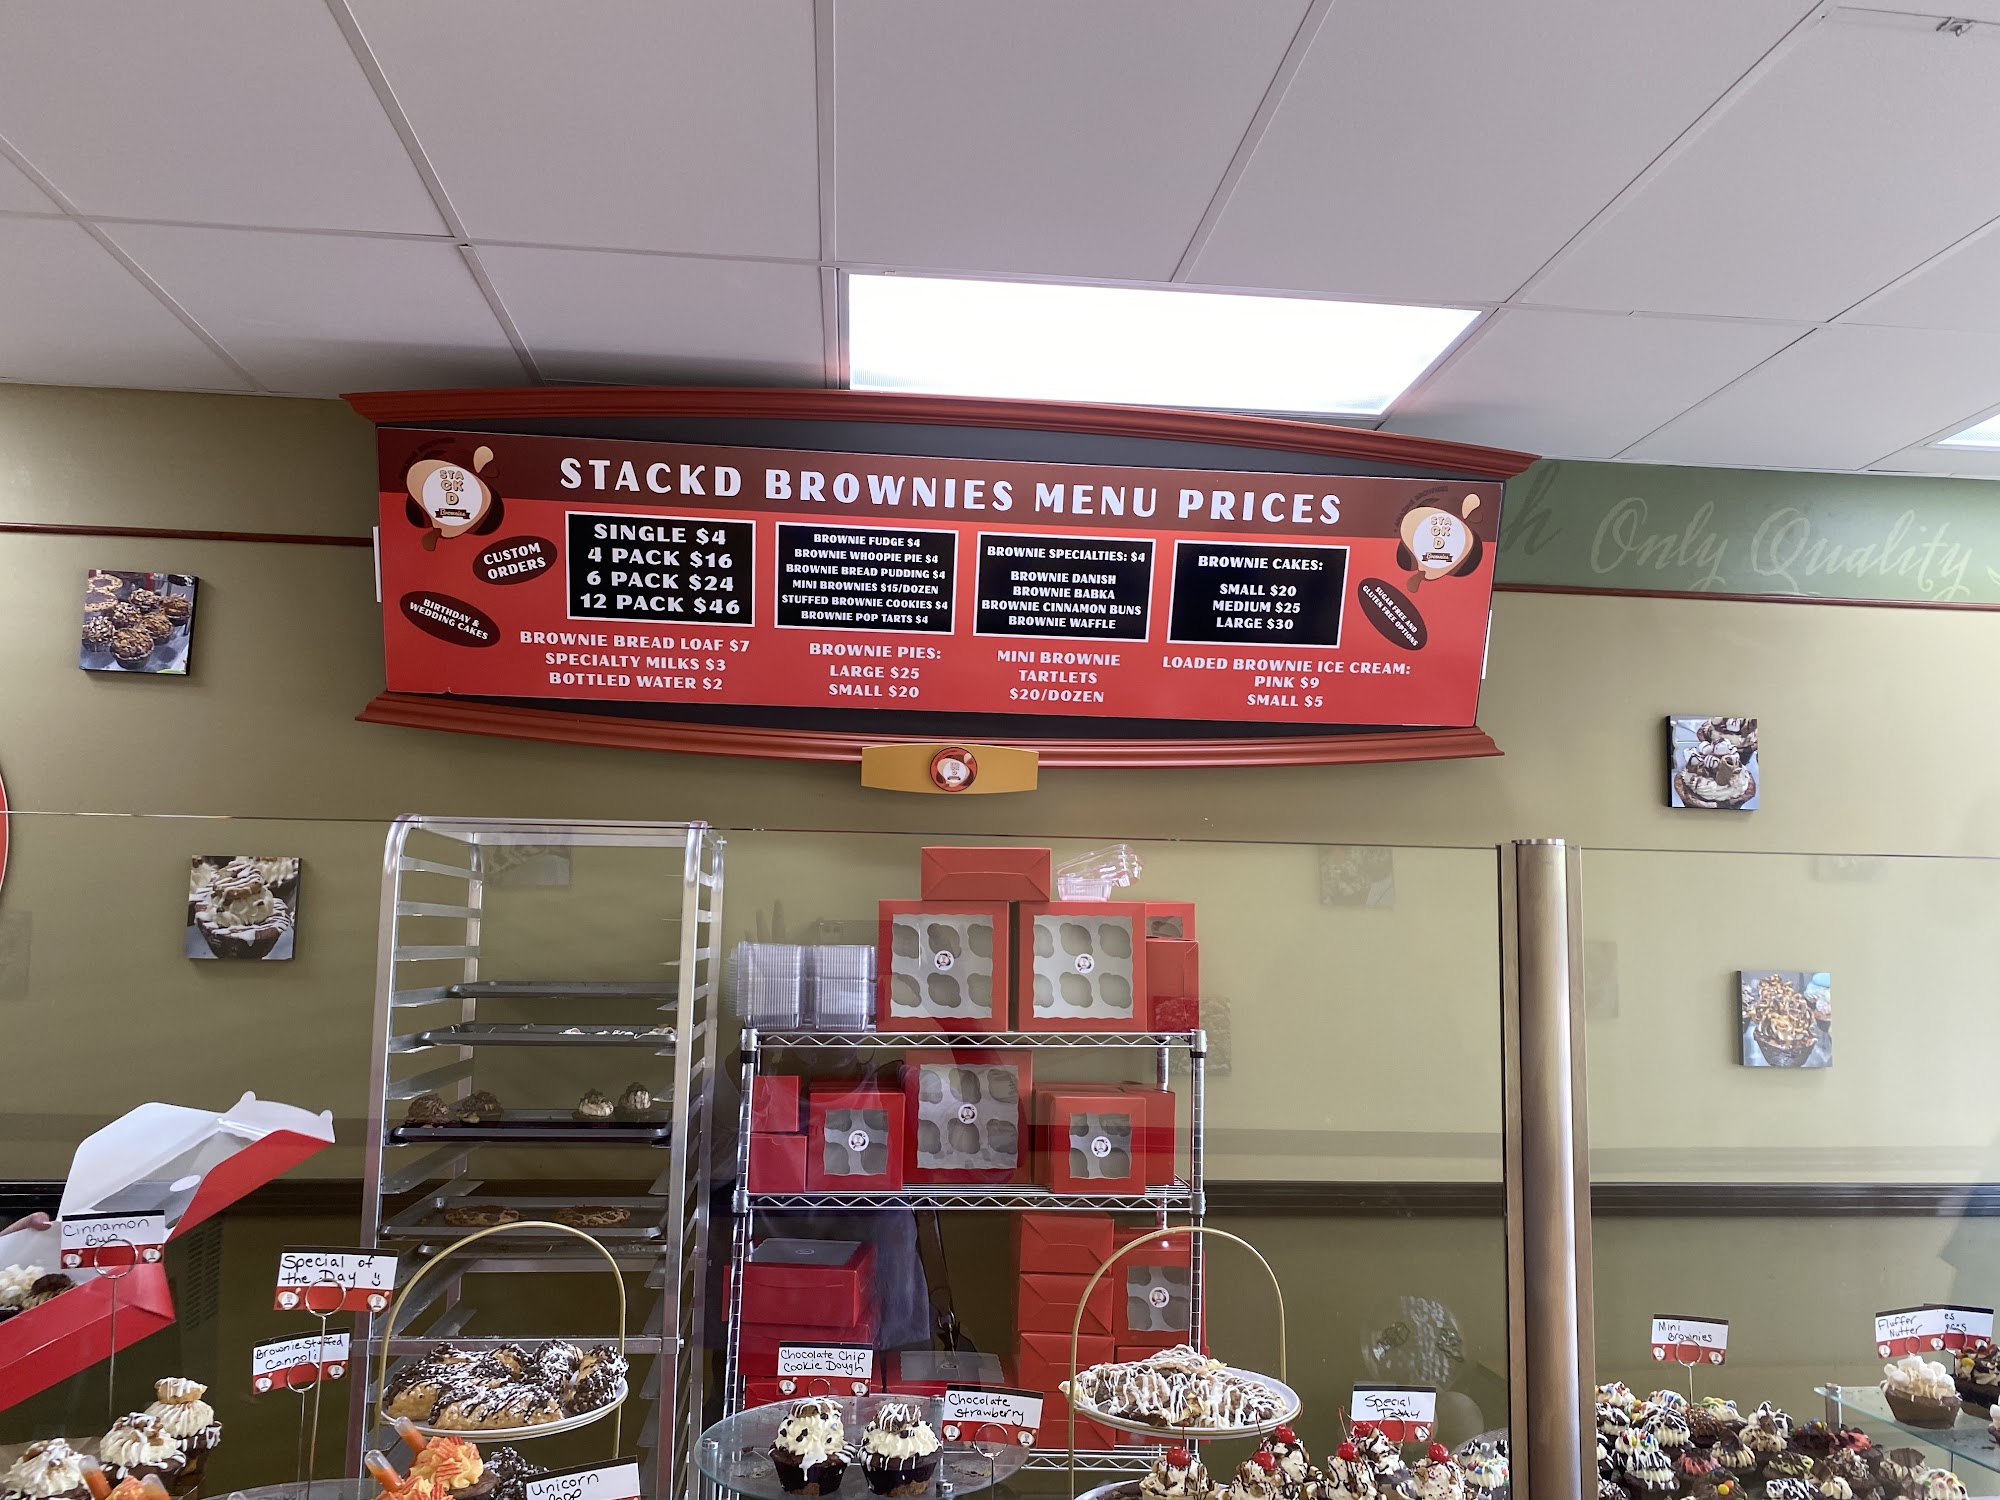 STACKD BROWNIES MENU PRICES
STA
CK
D
Brownies
CUSTOM
ORDERS
BIRTHDAY &
WEDDING CAKES
SINGLE $4
4 PACK $16
6 PACK $24
12 PACK $46
BROWNIE BREAD LOAF $7
SPECIALTY MILKS $3
BOTTLED WATER $2
BROWNIE FUDGE $4
BROWNIE WHOOPIE PIE $4
BROWNIE BREAD PUDDING $4
MINI BROWNIES $15/DOZEN
STUFFED BROWNIE COOKIES $4
BROWNIE POP TARTS $4
BROWNIE PIES:
LARGE $25
SMALL $20
BROWNIE SPECIALTIES: $4
BROWNIE DANISH
BROWNIE BABKA
BROWNIE CINNAMON BUNS
BROWNIE WAFFLE
MINI BROWNIE
TARTLETS
$20/DOZEN
BROWNIE CAKES:
SMALL $20
MEDIUM $25
LARGE $30
LOADED BROWNIE ICE CREAM:
PINK $9
SMALL $5
STA
CK
D
Brownies
SUGAR FREE AND
GLUTEN FREE OPTIONS
Only Quality
Cinnamon
Bun
Special of
the Day
Brownie Stuffed
Cannoli
Unicorn
Chocolate Chip
Cookie Dough
Chocolate
Strawberry
Special
Mini
Brownies
Fluffer
Nutter